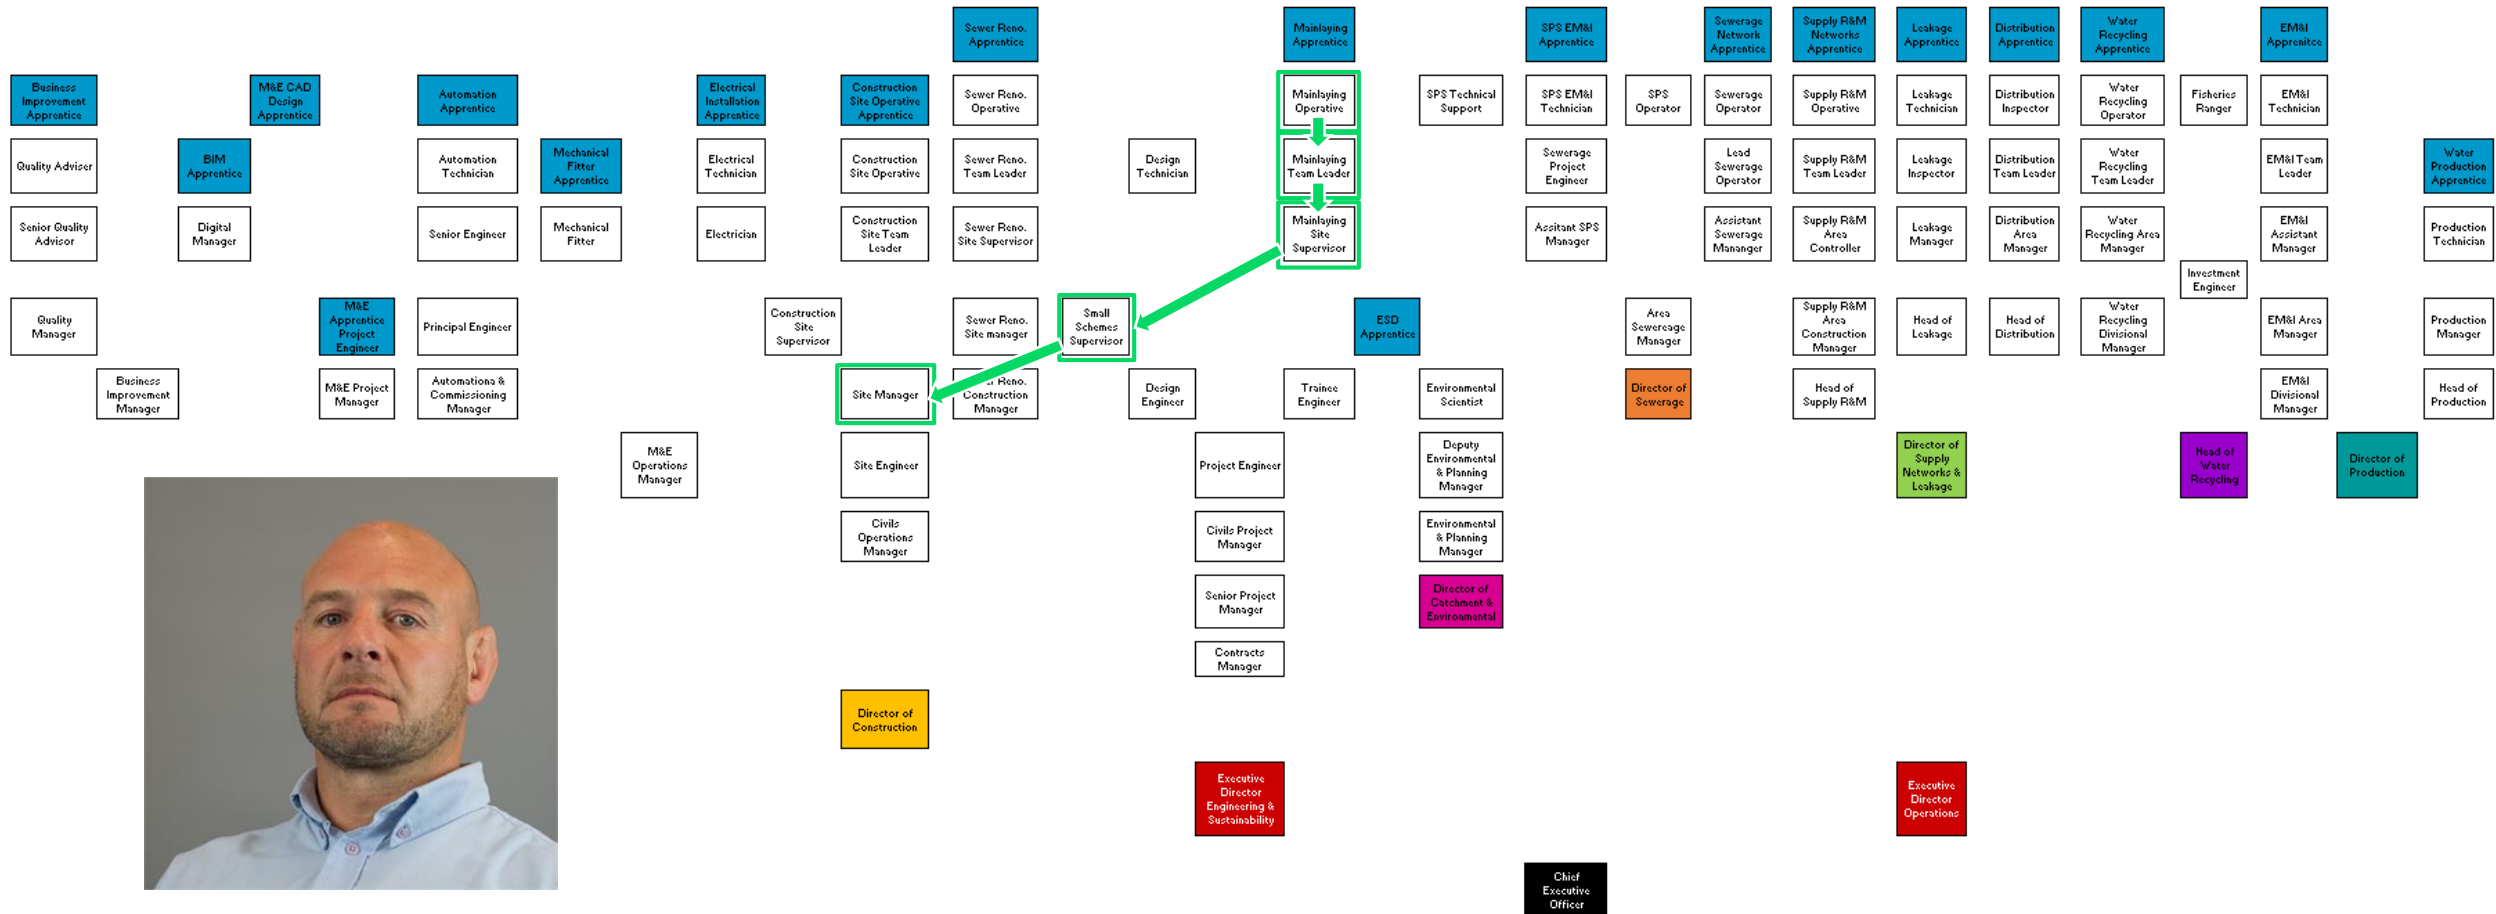 Sewer Reno.
Apprentice
Mainlaying
Apprentice
SPS EM&I
Apprentice
Sewerage
Network
Apprentice
Supply R&M
Networks
Apprentice
Leakage
Apprentice
Distribution
Apprentice
Water
Recycling
Apprentice
EM&I
Apprenitce
Business
Improvement
Apprentice
M&E CAD
Design
Apprentice
Automation
Apprentice
Electrical
Installation
Apprentice
Construction
Site Operative
Apprentice
Sewer Reno.
Operative
Mainlaying
Operative
SPS Technical
Support
SPS EM&I
Technician
SPS
Operator
Sewerage
Operator
Supply R&M
Operative
Leakage
Technician
Distribution
Inspector
Water
Recycling
Operator
Fisheries
Ranger
EM&I
Technician
Quality Adviser
BIM
Apprentice
Automation
Technician
Mechanical
Fitter
Apprentice
Electrical
Technician
Construction
Site Operative
Sewer Reno.
Team Leader
Design
Technician
Mainlaying
Team Leader
Sewerage
Project
Engineer
Lead
Sewerage
Operator
Supply R&M
Team Leader
Leakage
Inspector
Distribution
Team Leader
Water
Recycling
Team Leader
EM&I Team
Leader
Water
Production
Apprentice
Senior Quality
Advisor
Digital
Manager
Senior Engineer
Mechanical
Fitter
Electrician
Construction
Site Team
Leader
Sewer Reno.
Site Supervisor
Mainlaying
Site
Supervisor
Assitant SPS
Manager
Assistant
Sewerage
Mananger
Supply R&M
Area
Controller
Leakage
Manager
Distribution
Area
Manager
Water
Recycling Area
Manager
EM&I
Assistant
Manager
Production
Technician
Investment
Engineer
Quality
Manager
M&E
Apprentice
Project
Engineer
Principal Engineer
Construction
Site
Supervisor
Sewer Reno.
Site manager
Small
Schemes
Supervisor
ESD
Apprentice
Area
Sewereage
Manager
Supply R&M
Area
Construction
Manager
Head of
Leakage
Head of
Distribution
Water
Recycling
Divisional
Manager
EM&I Area
Manager
Production
Manager
Business
Improvement
Manager
M&E Project
Manager
Automationa &
Commissioning
Manager
Site Manager
Reno.
Construction
Manager
Design
Engineer
Trainee
Engineer
Environmental
Scientist
Director of
Sewerage
Head of
Supply R&M
EM&I
Divisional
Manager
Head of
Production
M&E
Operations
Manager
Site Engineer
Project Engineer
Deputy
Environmental
& Planning
Manager
Director of
Supply
Networks &
Leakage
Head of
Water
Recycling
Director of
Production
Civils
Operations
Manager
Civils Project
Manager
Environmental
& Planning
Manager
Senior Project
Manager
Director of
Catchment &
Environmental
Contracts
Manager
Director of
Construction
Executive
Director
Engineering &
Sustainability
Executive
Director
Operations
Chief
Executive
Officer